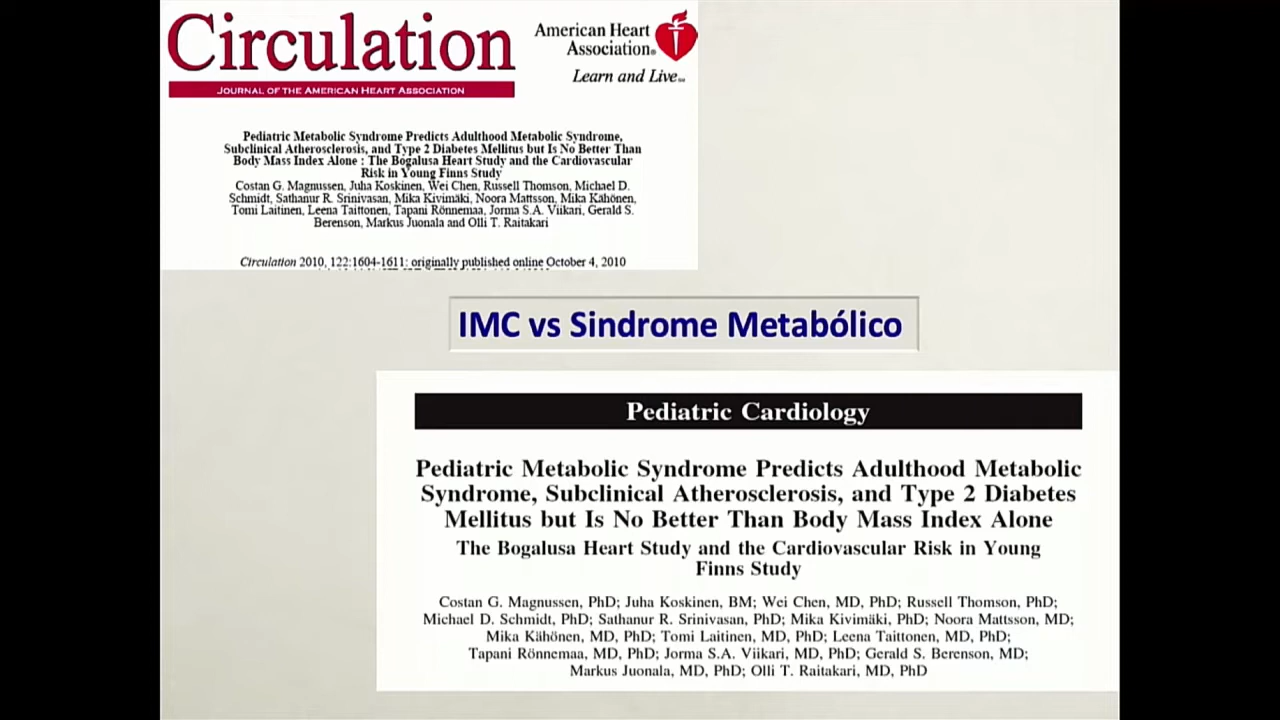 Circulation
JOURNAL OF THE AMERICAN HEART ASSOCIATION
American Heart
Association®
Learn and Live℠
Pediatric Metabolic Syndrome Predicts Adulthood Metabolic Syndrome,
Subclinical Atherosclerosis, and Type 2 Diabetes Mellitus but Is No Better Than
Body Mass Index Alone : The Bogalusa Heart Study and the Cardiovascular
Risk in Young Finns Study
Costan G. Magnussen, Juha Koskinen, Wei Chen, Russell Thomson, Michael D.
Schmidt, Sathanur R. Srinivasan, Mika Kivimäki, Noora Mattsson, Mika Kähönen,
Tomi Laitinen, Leena Taittonen, Tapani Rönnemaa, Jorma S.A. Viikari, Gerald S.
Berenson, Markus Juonala and Olli T. Raitakari
Circulation 2010, 122:1604-1611: originally published online October 4, 2010
IMC vs Sindrome Metabólico
Pediatric Cardiology
Pediatric Metabolic Syndrome Predicts Adulthood Metabolic
Syndrome, Subclinical Atherosclerosis, and Type 2 Diabetes
Mellitus but Is No Better Than Body Mass Index Alone
The Bogalusa Heart Study and the Cardiovascular Risk in Young
Finns Study
Costan G. Magnussen, PhD; Juha Koskinen, BM; Wei Chen, MD, PhD; Russell Thomson, PhD;
Michael D. Schmidt, PhD; Sathanur R. Srinivasan, PhD; Mika Kivimäki, PhD; Noora Mattsson, MD;
Mika Kähönen, MD, PhD; Tomi Laitinen, MD, PhD; Leena Taittonen, MD, PhD;
Tapani Rönnemaa, MD, PhD; Jorma S.A. Viikari, MD, PhD; Gerald S. Berenson, MD;
Markus Juonala, MD, PhD; Olli T. Raitakari, MD, PhD